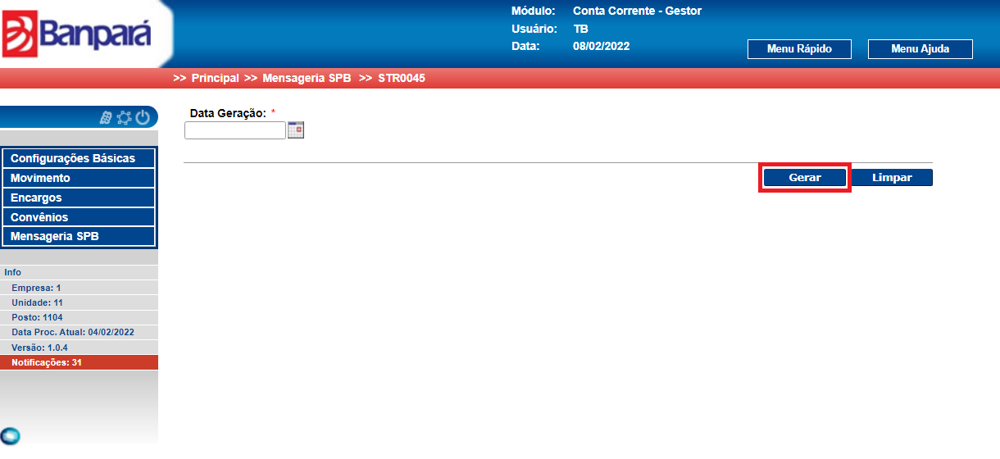 Banpará
Módulo: Conta Corrente - Gestor
Usuário: TB
Data: 08/02/2022
Menu Rápido Menu Ajuda
>> Principal >> Mensageria SPB >> STR0045
Data Geração: *
Gerar Limpar
Configurações Básicas
Movimento
Encargos
Convênios
Mensageria SPB
Info
Empresa: 1
Unidade: 11
Posto: 1104
Data Proc. Atual: 04/02/2022
Versão: 1.0.4
Notificações: 31